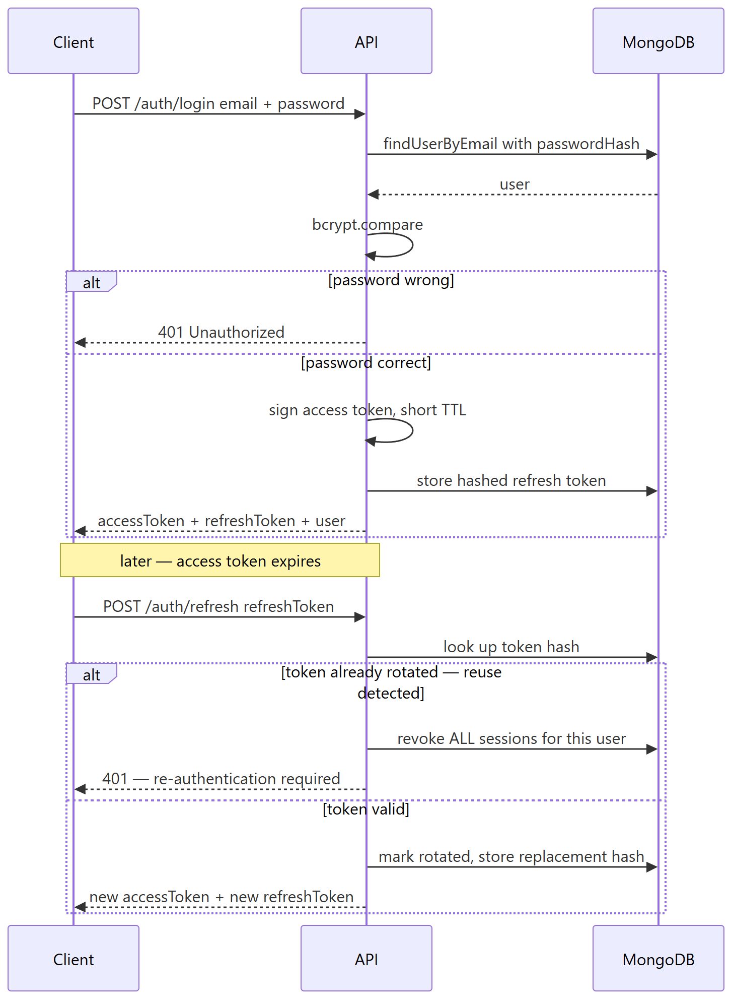 Client
API
MongoDB
POST /auth/login email + password
findUserByEmail with passwordHash
user
bcrypt.compare
alt
[password wrong]
401 Unauthorized
[password correct]
sign access token, short TTL
store hashed refresh token
accessToken + refreshToken + user
later — access token expires
POST /auth/refresh refreshToken
look up token hash
alt
[token already rotated — reuse
detected]
revoke ALL sessions for this user
401 — re-authentication required
[token valid]
mark rotated, store replacement hash
new accessToken + new refreshToken
Client
API
MongoDB